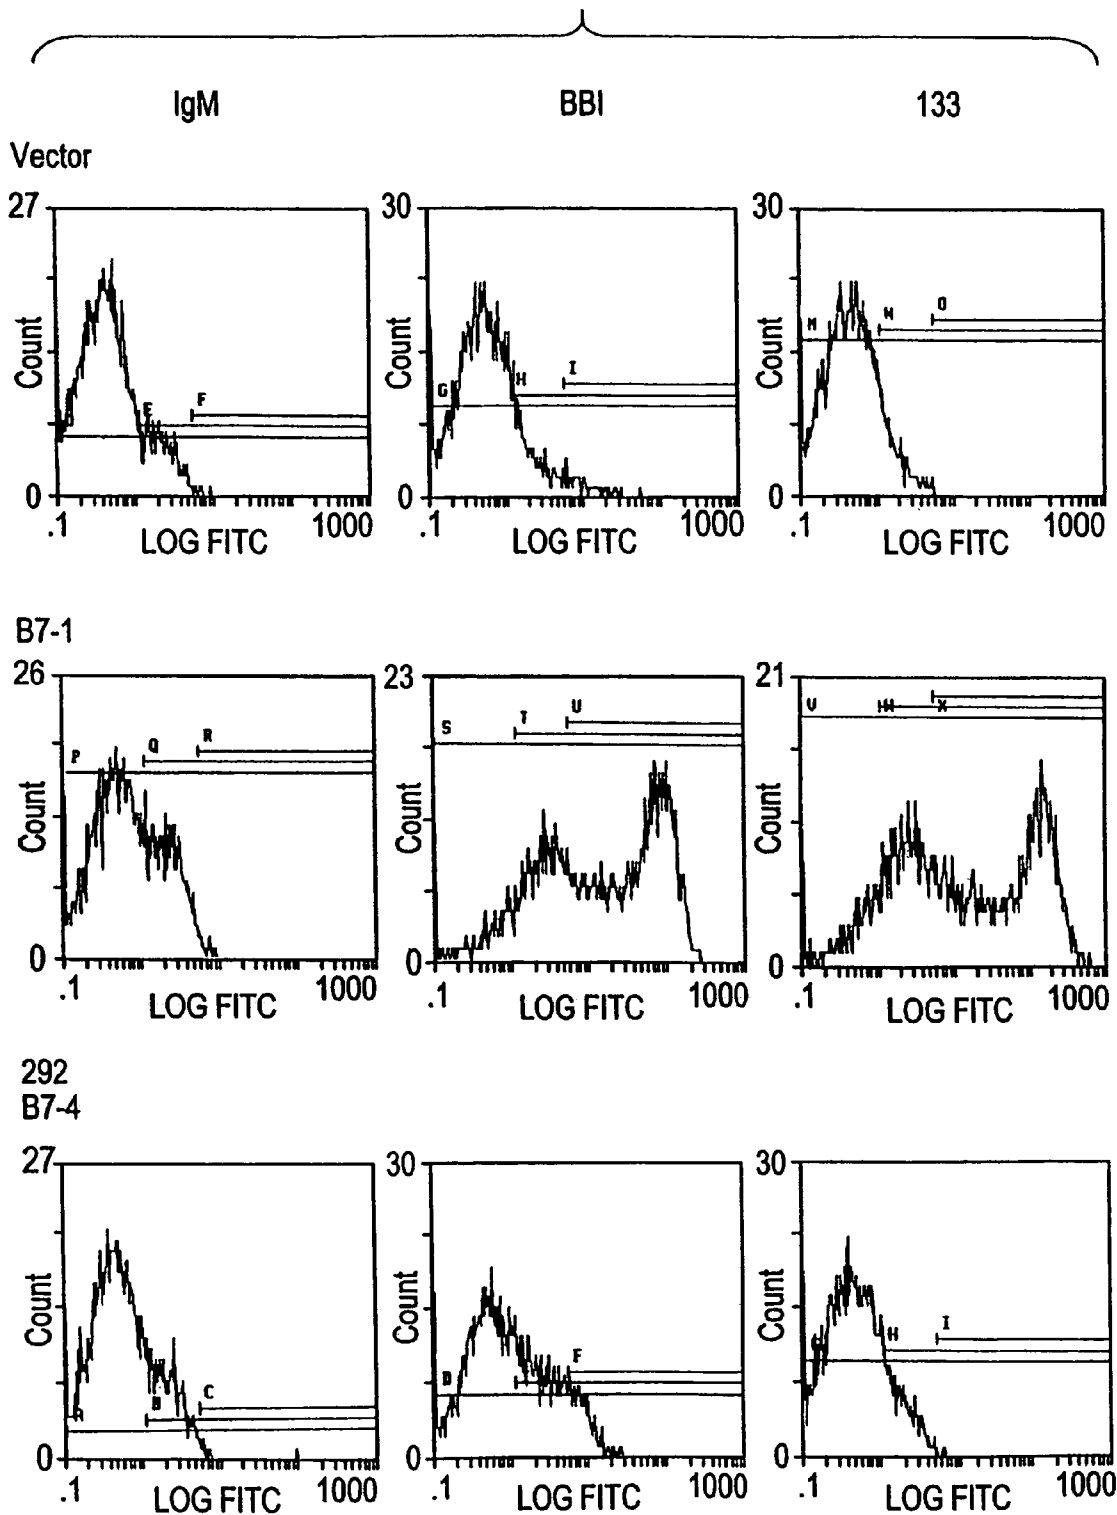 IgM BBI 133
Vector
27 30 30
E F G H I M W O
Count Count Count
0 0 0
.1 1000 .1 1000 .1 1000
LOG FITC LOG FITC LOG FITC
B7-1
26 23 21
P Q R S T U V W X
Count Count Count
0 0 0
.1 1000 .1 1000 .1 1000
LOG FITC LOG FITC LOG FITC
292
B7-4
27 30 30
B C D F H I
Count Count Count
0 0 0
.1 1000 .1 1000 .1 1000
LOG FITC LOG FITC LOG FITC